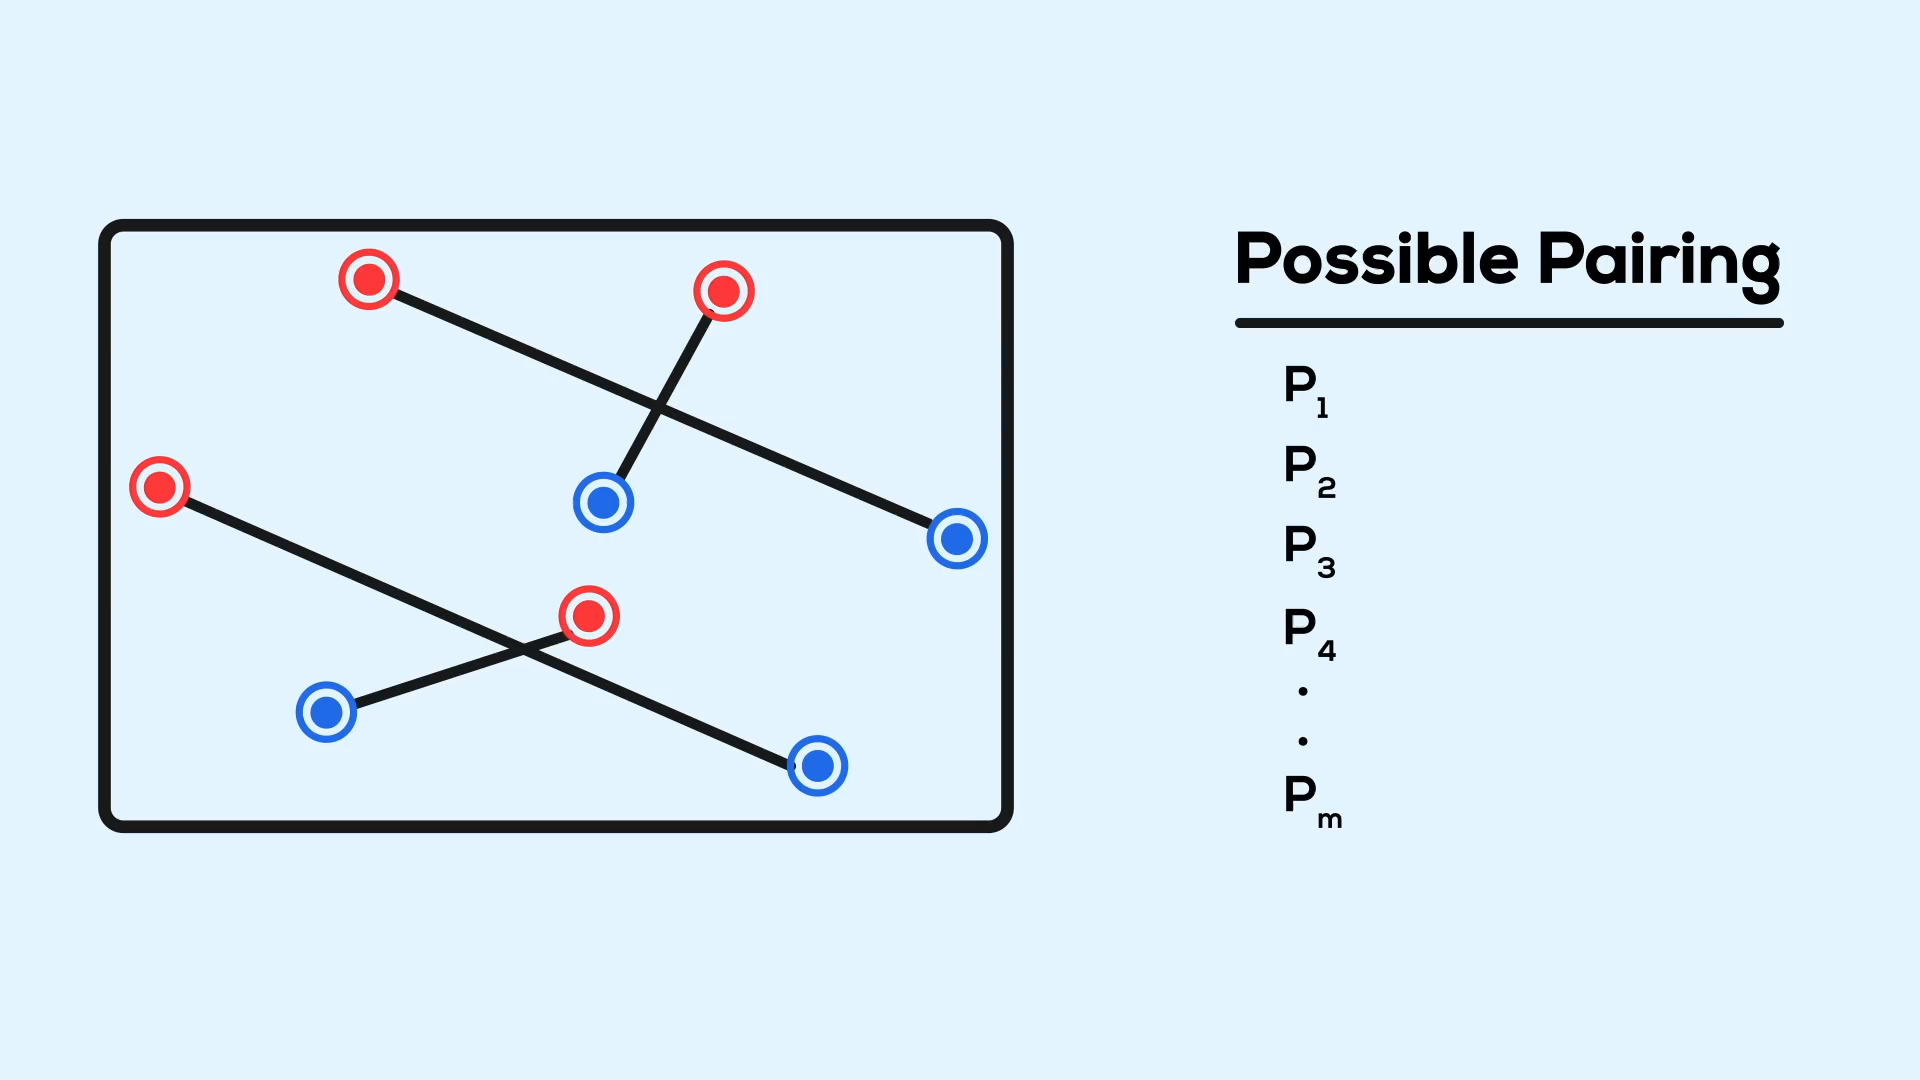 Possible Pairing
P₁
P₂
P₃
P₄
.
.
Pₘ